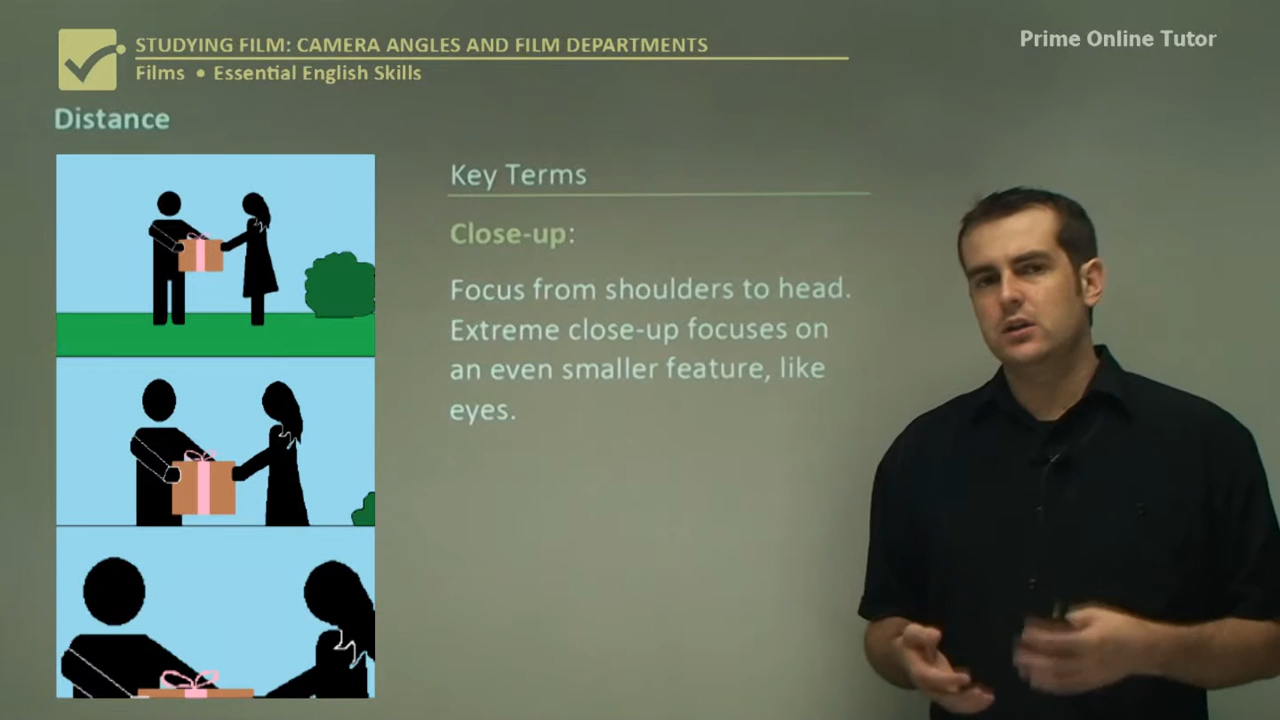 STUDYING FILM: CAMERA ANGLES AND FILM DEPARTMENTS
Films • Essential English Skills
Prime Online Tutor
Distance
Key Terms
Close-up:
Focus from shoulders to head.
Extreme close-up focuses on
an even smaller feature, like
eyes.